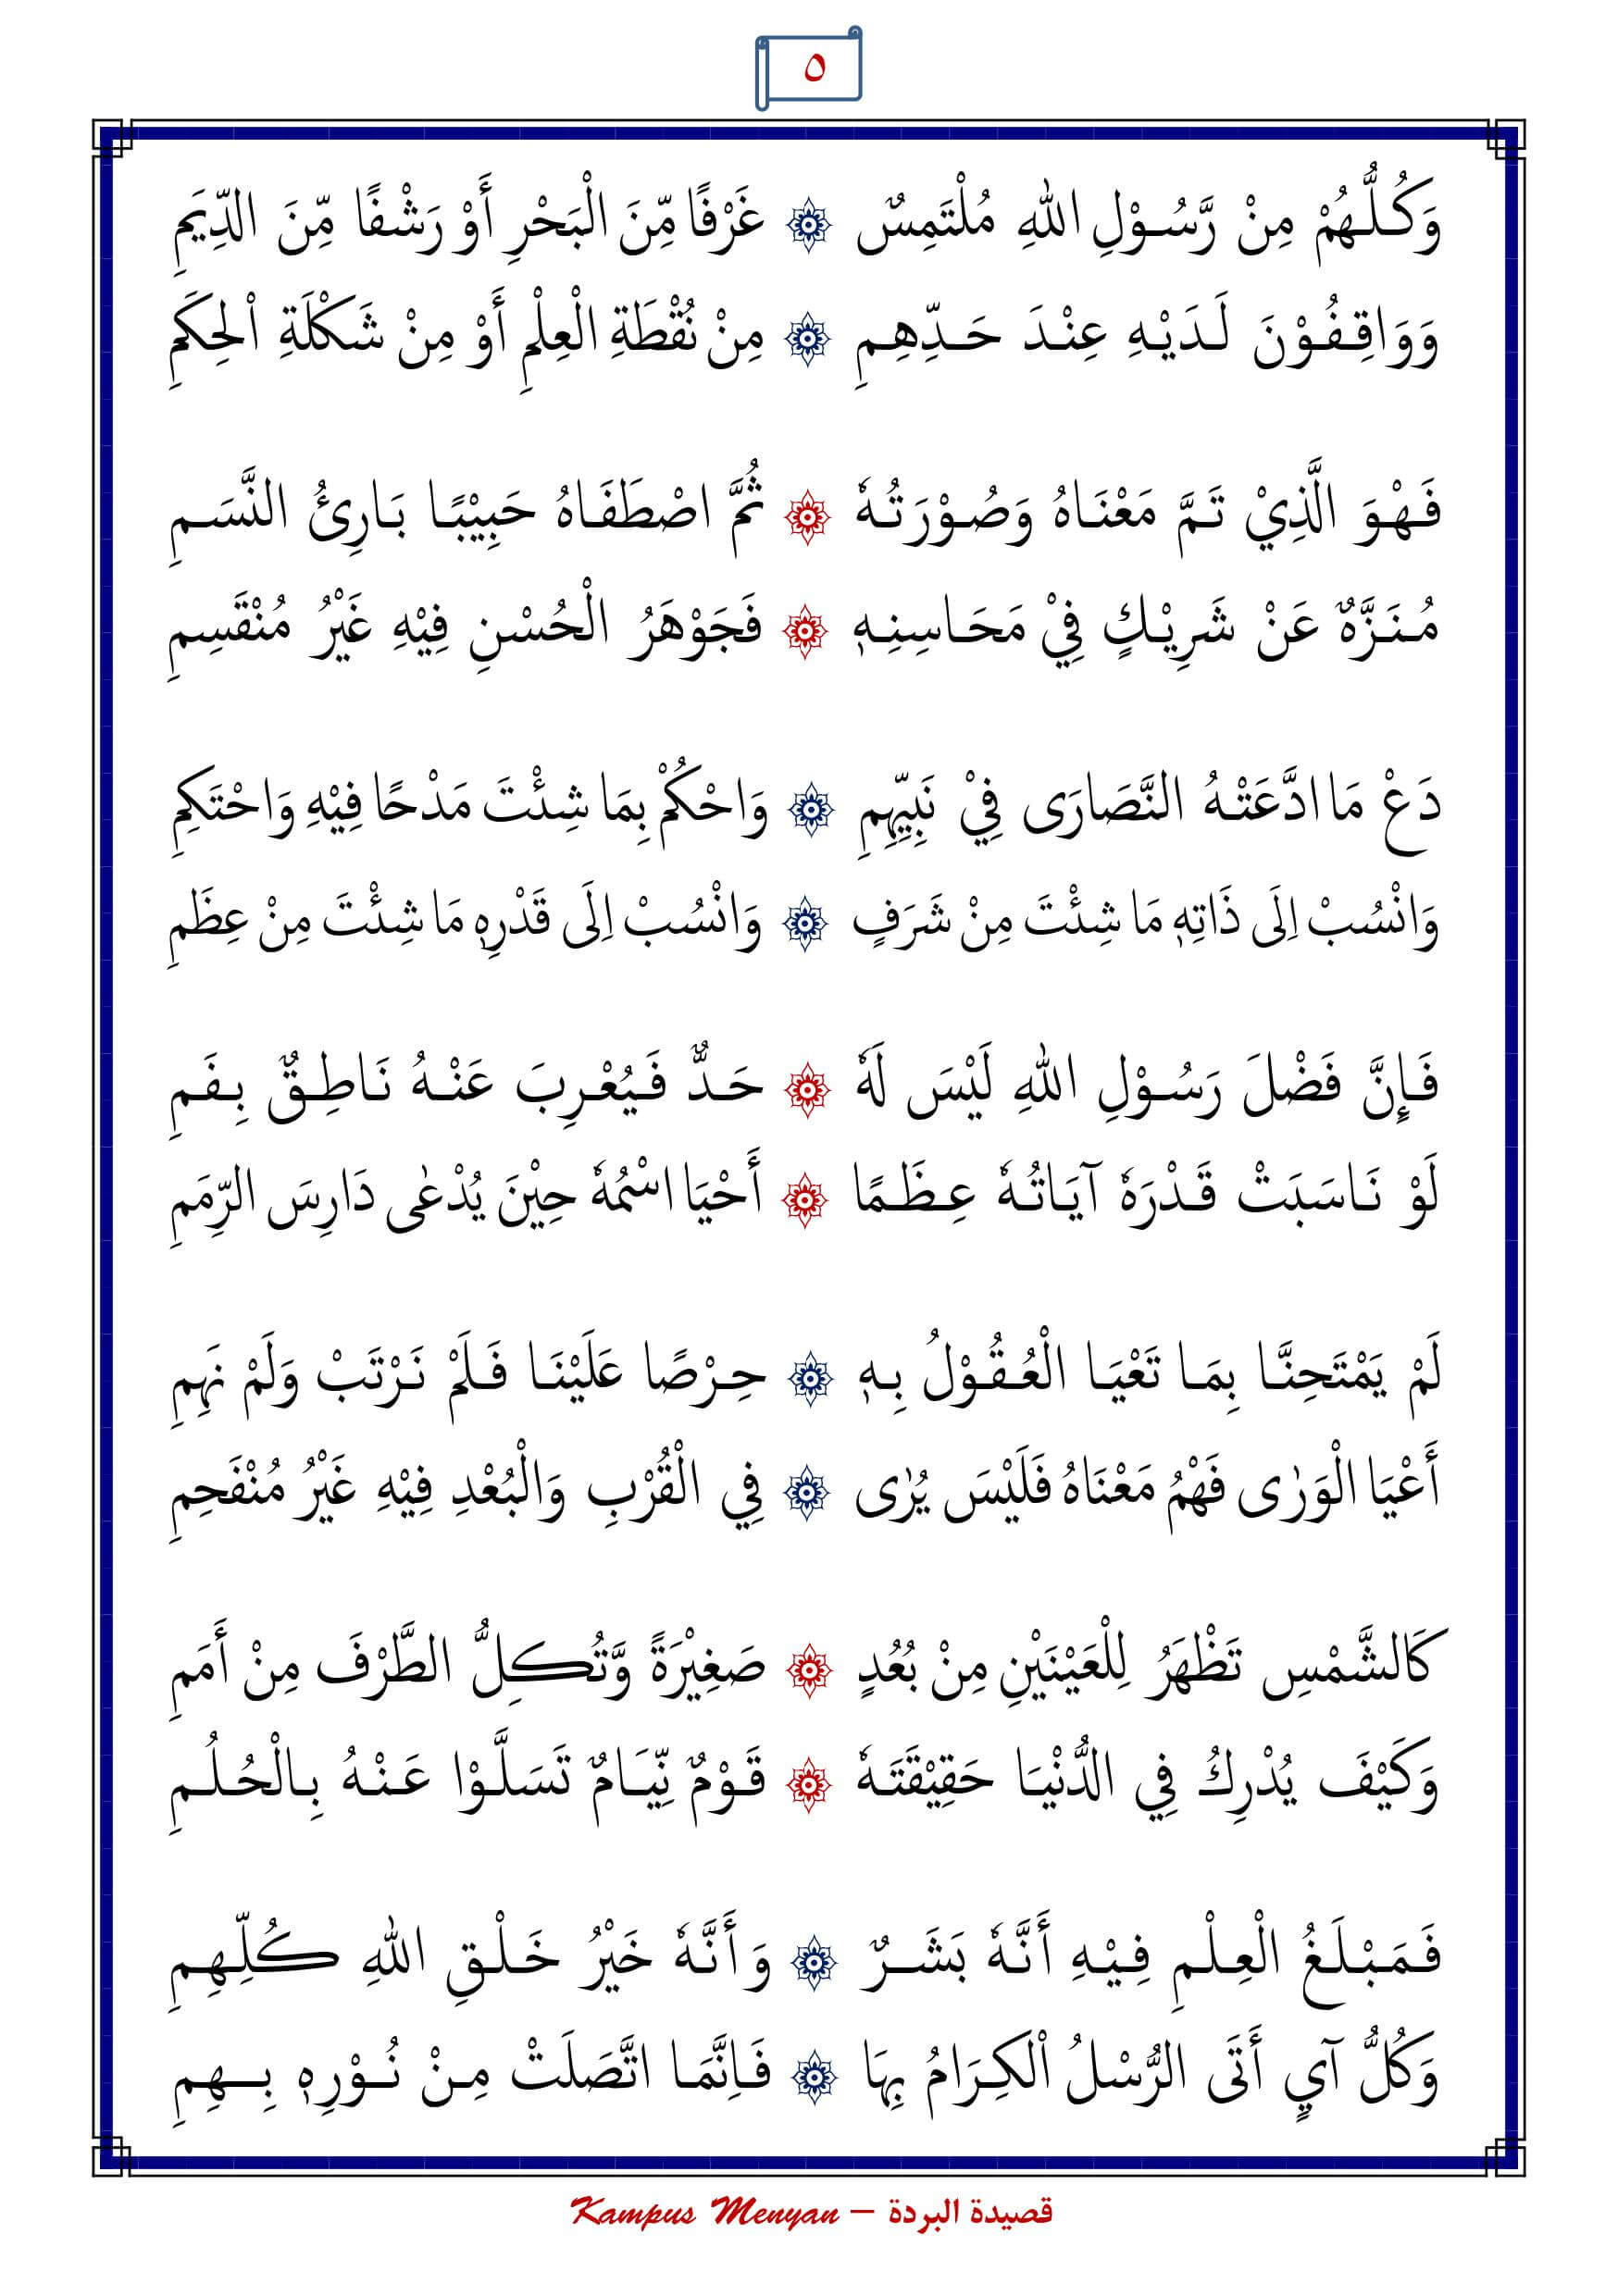 ٥
وَكُلُّهُمْ مِنْ رَّسُوْلِ اللهِ مُلْتَمِسٌ ۞ غَرْفًا مِّنَ الْبَحْرِ أَوْ رَشْفًا مِّنَ الدِّيَمِ
وَوَاقِفُوْنَ لَدَيْهِ عِنْدَ حَدِّهِمِ ۞ مِنْ نُقْطَةِ الْعِلْمِ أَوْ مِنْ شَكْلَةِ اْلحِكَمِ
فَهْوَ الَّذِيْ تَمَّ مَعْنَاهُ وَصُوْرَتُهٗ ۞ ثُمَّ اصْطَفَاهُ حَبِيْبًا بَارِئُ النَّسَمِ
مُنَزَّهٌ عَنْ شَرِيْكٍ فِيْ مَحَاسِنِهٖ ۞ فَجَوْهَرُ الْحُسْنِ فِيْهِ غَيْرُ مُنْقَسِمِ
دَعْ مَا ادَّعَتْهُ النَّصَارَى فِيْ نَبِيِّهِمِ ۞ وَاحْكُمْ بِمَا شِئْتَ مَدْحًا فِيْهِ وَاحْتَكِمِ
وَانْسُبْ اِلَى ذَاتِهٖ مَا شِئْتَ مِنْ شَرَفٍ ۞ وَانْسُبْ اِلَى قَدْرِهٖ مَا شِئْتَ مِنْ عِظَمِ
فَإِنَّ فَضْلَ رَسُوْلِ اللهِ لَيْسَ لَهٗ ۞ حَدٌّ فَيُعْرِبَ عَنْهُ نَاطِقٌ بِفَمِ
لَوْ نَاسَبَتْ قَدْرَهٗ آيَاتُهٗ عِظَمًا ۞ أَحْيَا اسْمُهٗ حِيْنَ يُدْعٰى دَارِسَ الرِّمَمِ
لَمْ يَمْتَحِنَّا بِمَا تَعْيَا الْعُقُوْلُ بِهٖ ۞ حِرْصًا عَلَيْنَا فَلَمْ نَرْتَبْ وَلَمْ نَهِمِ
أَعْيَا الْوَرٰى فَهْمُ مَعْنَاهُ فَلَيْسَ يُرٰى ۞ فِي الْقُرْبِ وَالْبُعْدِ فِيْهِ غَيْرُ مُنْفَحِمِ
كَالشَّمْسِ تَظْهَرُ لِلْعَيْنَيْنِ مِنْ بُعُدٍ ۞ صَغِيْرَةً وَّتُكِلُّ الطَّرْفَ مِنْ أَمَمِ
وَكَيْفَ يُدْرِكُ فِي الدُّنْيَا حَقِيْقَتَهٗ ۞ قَوْمٌ نِّيَامٌ تَسَلَّوْا عَنْهُ بِالْحُلُمِ
فَمَبْلَغُ الْعِلْمِ فِيْهِ أَنَّهٗ بَشَرٌ ۞ وَأَنَّهٗ خَيْرُ خَلْقِ اللهِ كُلِّهِمِ
وَكُلُّ آيٍ أَتَى الرُّسْلُ اْلكِرَامُ بِهَا ۞ فَاِنَّمَا اتَّصَلَتْ مِنْ نُوْرِهٖ بِهِمِ
قصيدة البردة – Kampus Menyan